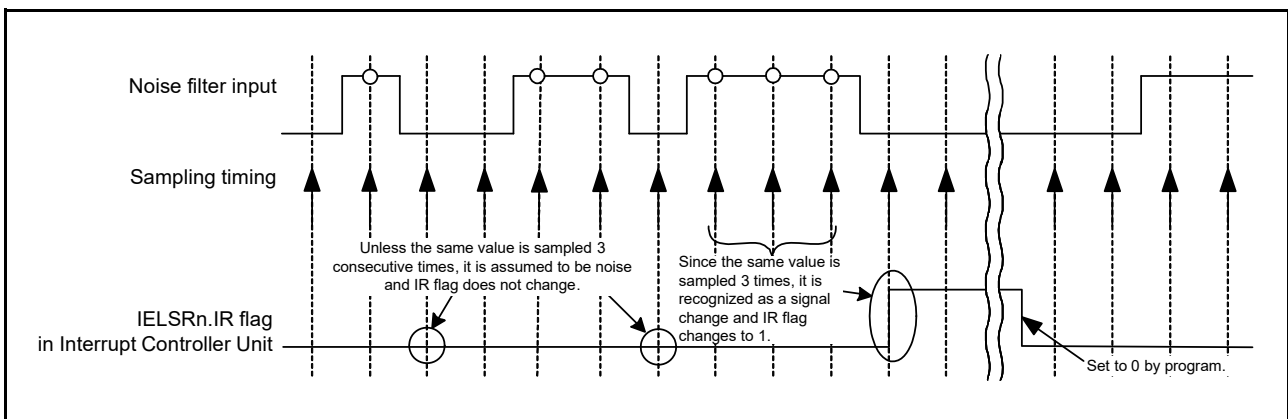 Noise filter input
Sampling timing
Unless the same value is sampled 3
consecutive times, it is assumed to be noise
and IR flag does not change.
Since the same value is
sampled 3 times, it is
recognized as a signal
change and IR flag
changes to 1.
IELSRn.IR flag
in Interrupt Controller Unit
Set to 0 by program.